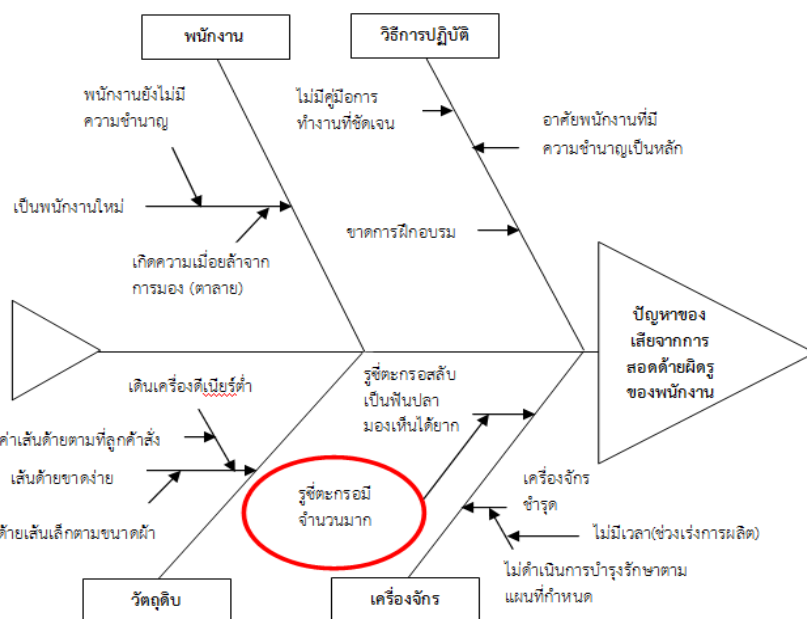 พนักงาน
วิธีการปฏิบัติ
พนักงานยังไม่มี
ความชำนาญ
ไม่มีคู่มือการ
ทำงานที่ชัดเจน
อาศัยพนักงานที่มี
ความชำนาญเป็นหลัก
เป็นพนักงานใหม่
ขาดการฝึกอบรม
เกิดความเมื่อยล้าจาก
การมอง (ตาลาย)
ปัญหาของ
เสียจากการ
สอดด้ายผิดรู
ของพนักงาน
เดินเครื่องดีเนียร์ต่ำ
รูซี่ตะกรอสลับ
เป็นฟันปลา
มองเห็นได้ยาก
ค่าเส้นด้ายตามที่ลูกค้าสั่ง
เส้นด้ายขาดง่าย
รูซี่ตะกรอมี
จำนวนมาก
เครื่องจักร
ชำรุด
ด้ายเส้นเล็กตามขนาดผ้า
ไม่มีเวลา(ช่วงเร่งการผลิต)
ไม่ดำเนินการบำรุงรักษาตาม
แผนที่กำหนด
วัตถุดิบ
เครื่องจักร